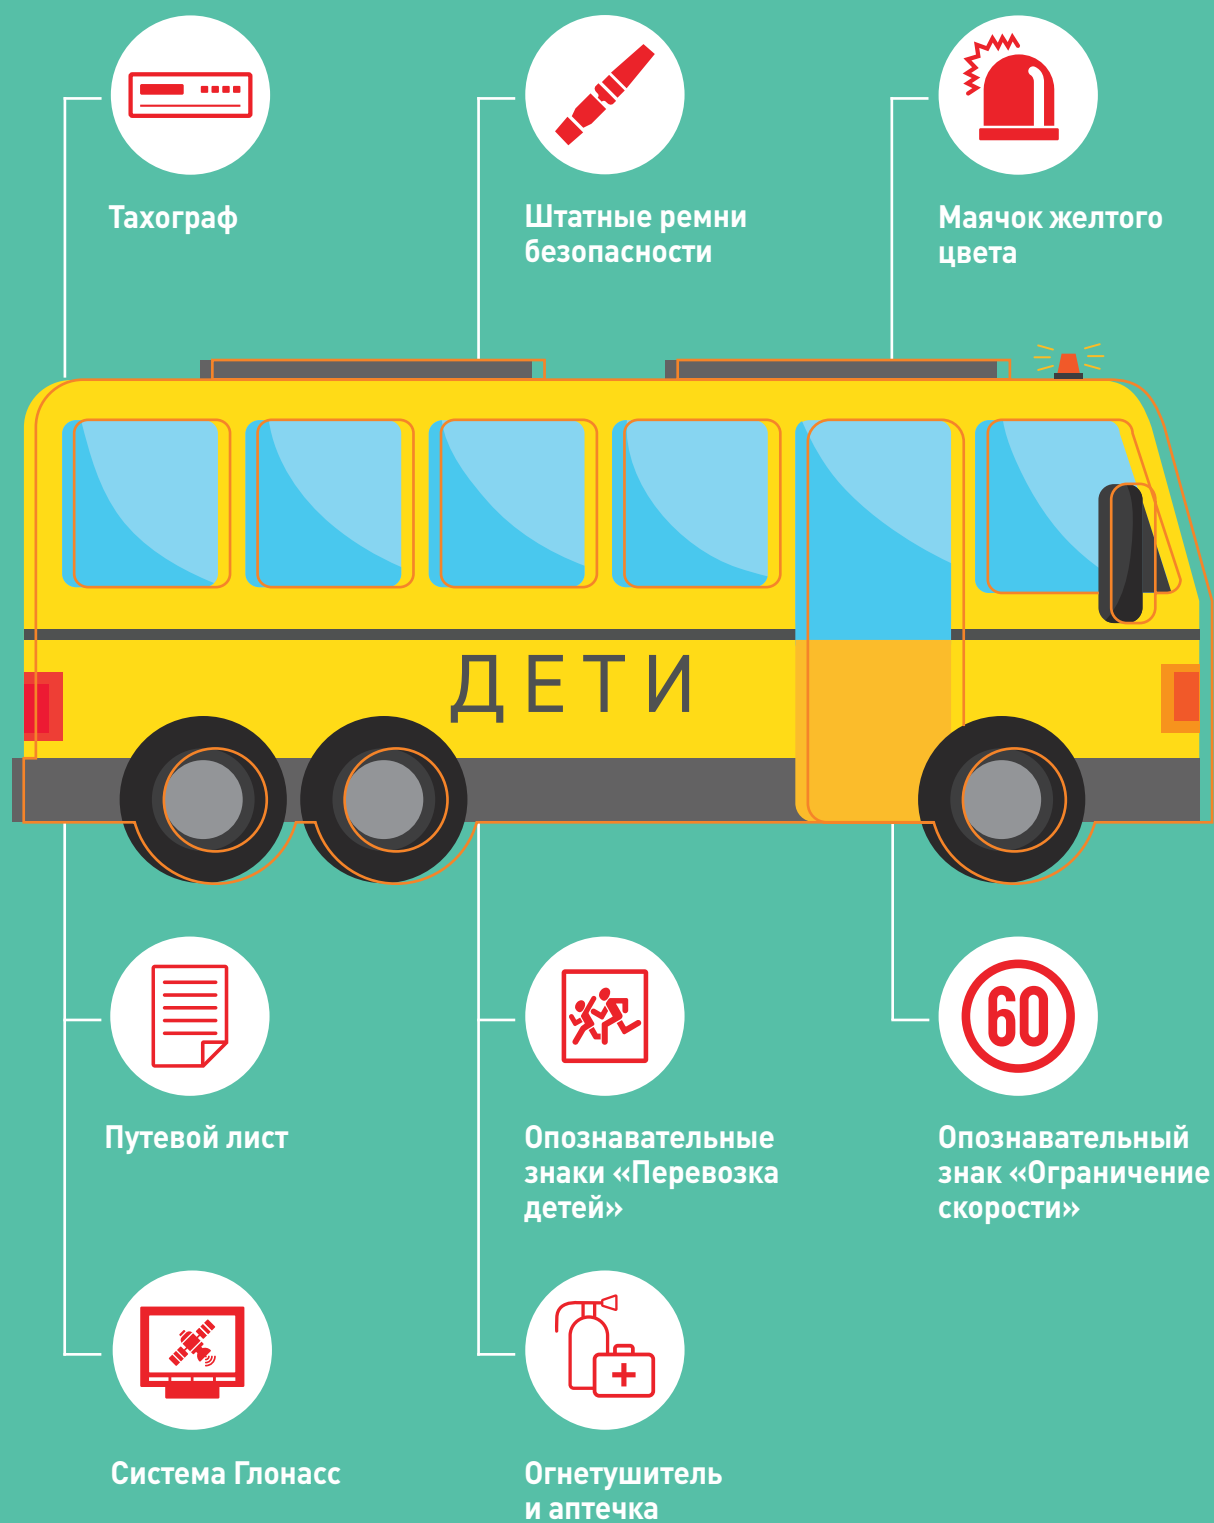 Тахограф
Штатные ремни
безопасности
Маячок желтого
цвета
ДЕТИ
Путевой лист
Опознавательные
знаки «Перевозка
детей»
60
Опознавательный
знак «Ограничение
скорости»
Система Глонасс
Огнетушитель
и аптечка